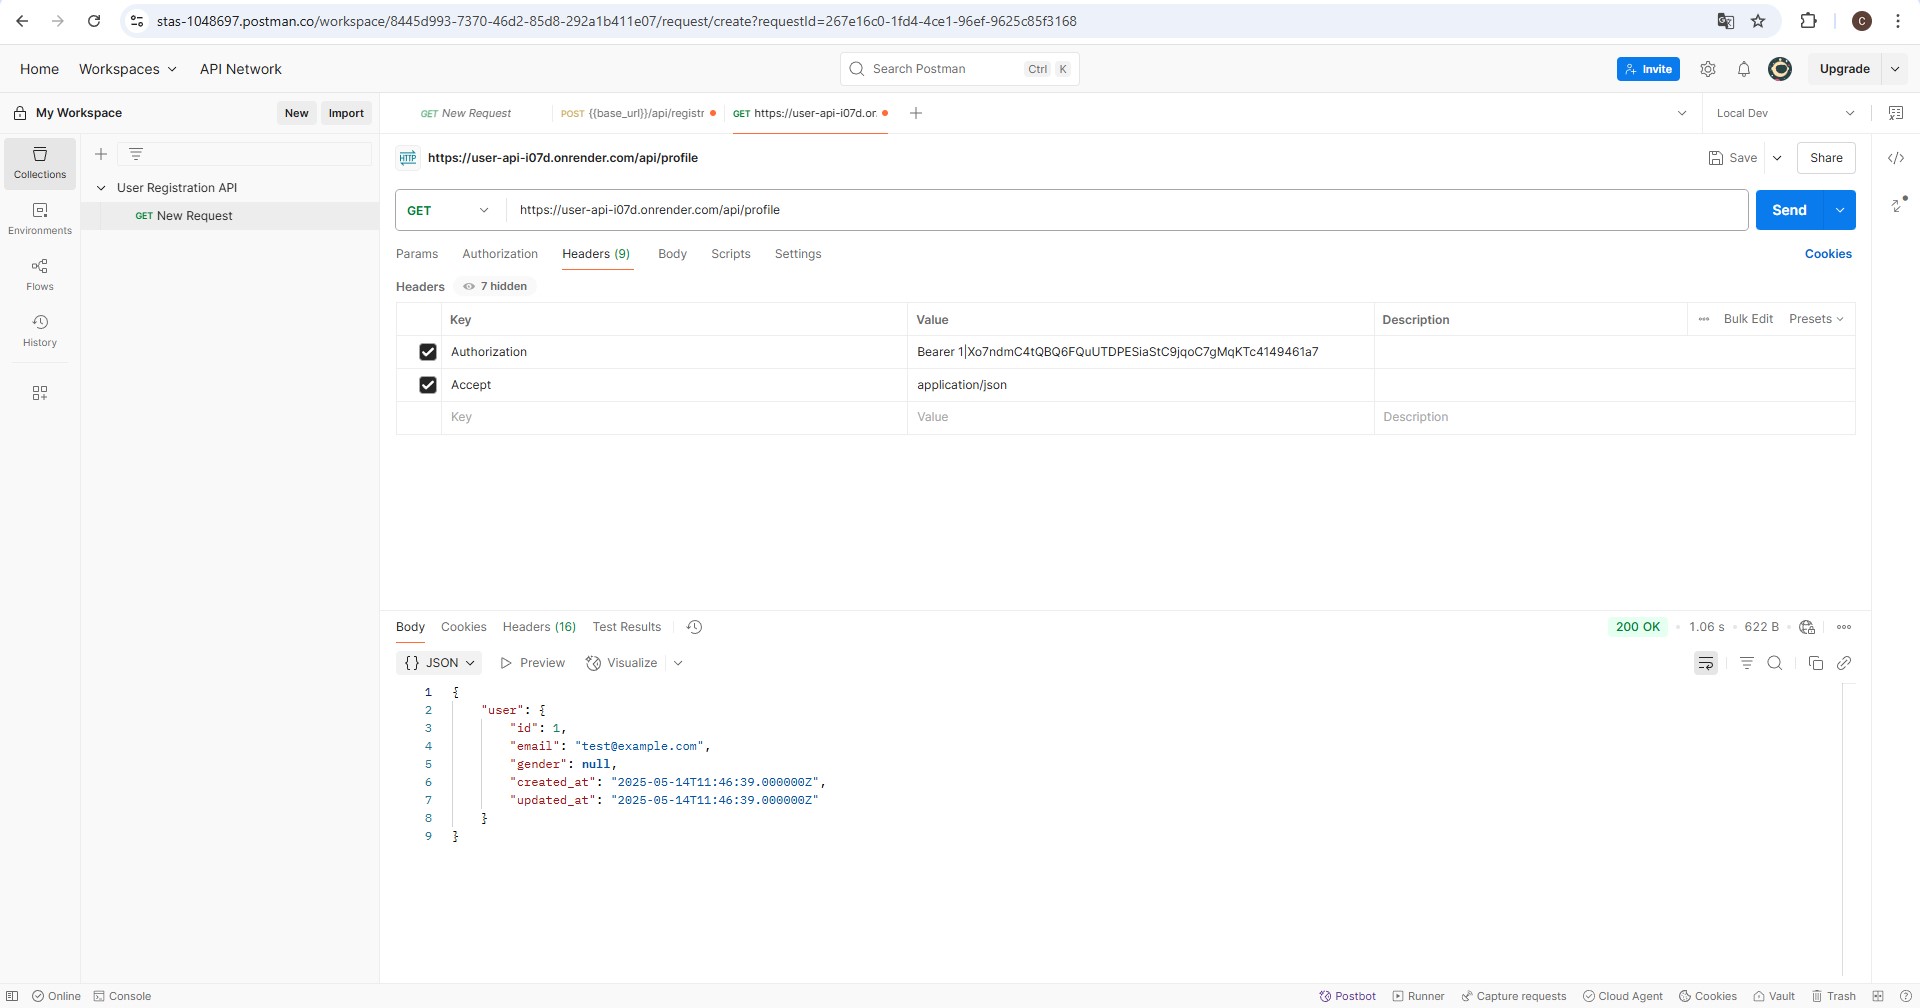 stas-1048697.postman.co/workspace/8445d993-7370-46d2-85d8-292a1b411e07/request/create?requestId=267e16c0-1fd4-4ce1-96ef-9625c85f3168
C
Home Workspaces API Network
Search Postman Ctrl K
Invite
Upgrade
My Workspace
New Import
GET New Request
POST {{base_url}}/api/registr
GET https://user-api-i07d.or
Local Dev
Collections
Environments
Flows
History
User Registration API
GET New Request
HTTP https://user-api-i07d.onrender.com/api/profile
Save Share
GET https://user-api-i07d.onrender.com/api/profile
Send
Params Authorization Headers (9) Body Scripts Settings Cookies
Headers 7 hidden
Key Value Description Bulk Edit Presets
Authorization Bearer 1|Xo7ndmC4tQBQ6FQuUTDPESiaStC9jqoC7gMqKTc4149461a7
Accept application/json
Key Value Description
Body Cookies Headers (16) Test Results
200 OK 1.06 s 622 B
{} JSON Preview Visualize
1 {
2 "user": {
3 "id": 1,
4 "email": "test@example.com",
5 "gender": null,
6 "created_at": "2025-05-14T11:46:39.000000Z",
7 "updated_at": "2025-05-14T11:46:39.000000Z"
8 }
9 }
Online Console
Postbot Runner Capture requests Cloud Agent Cookies Vault Trash